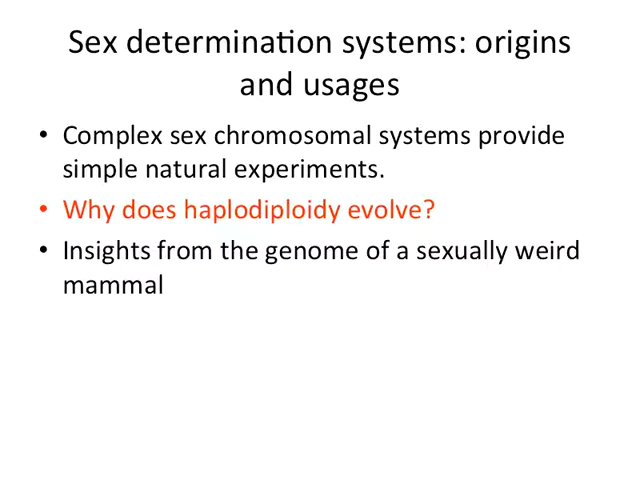 Sex determination systems: origins
and usages
• Complex sex chromosomal systems provide
simple natural experiments.
• Why does haplodiploidy evolve?
• Insights from the genome of a sexually weird
mammal